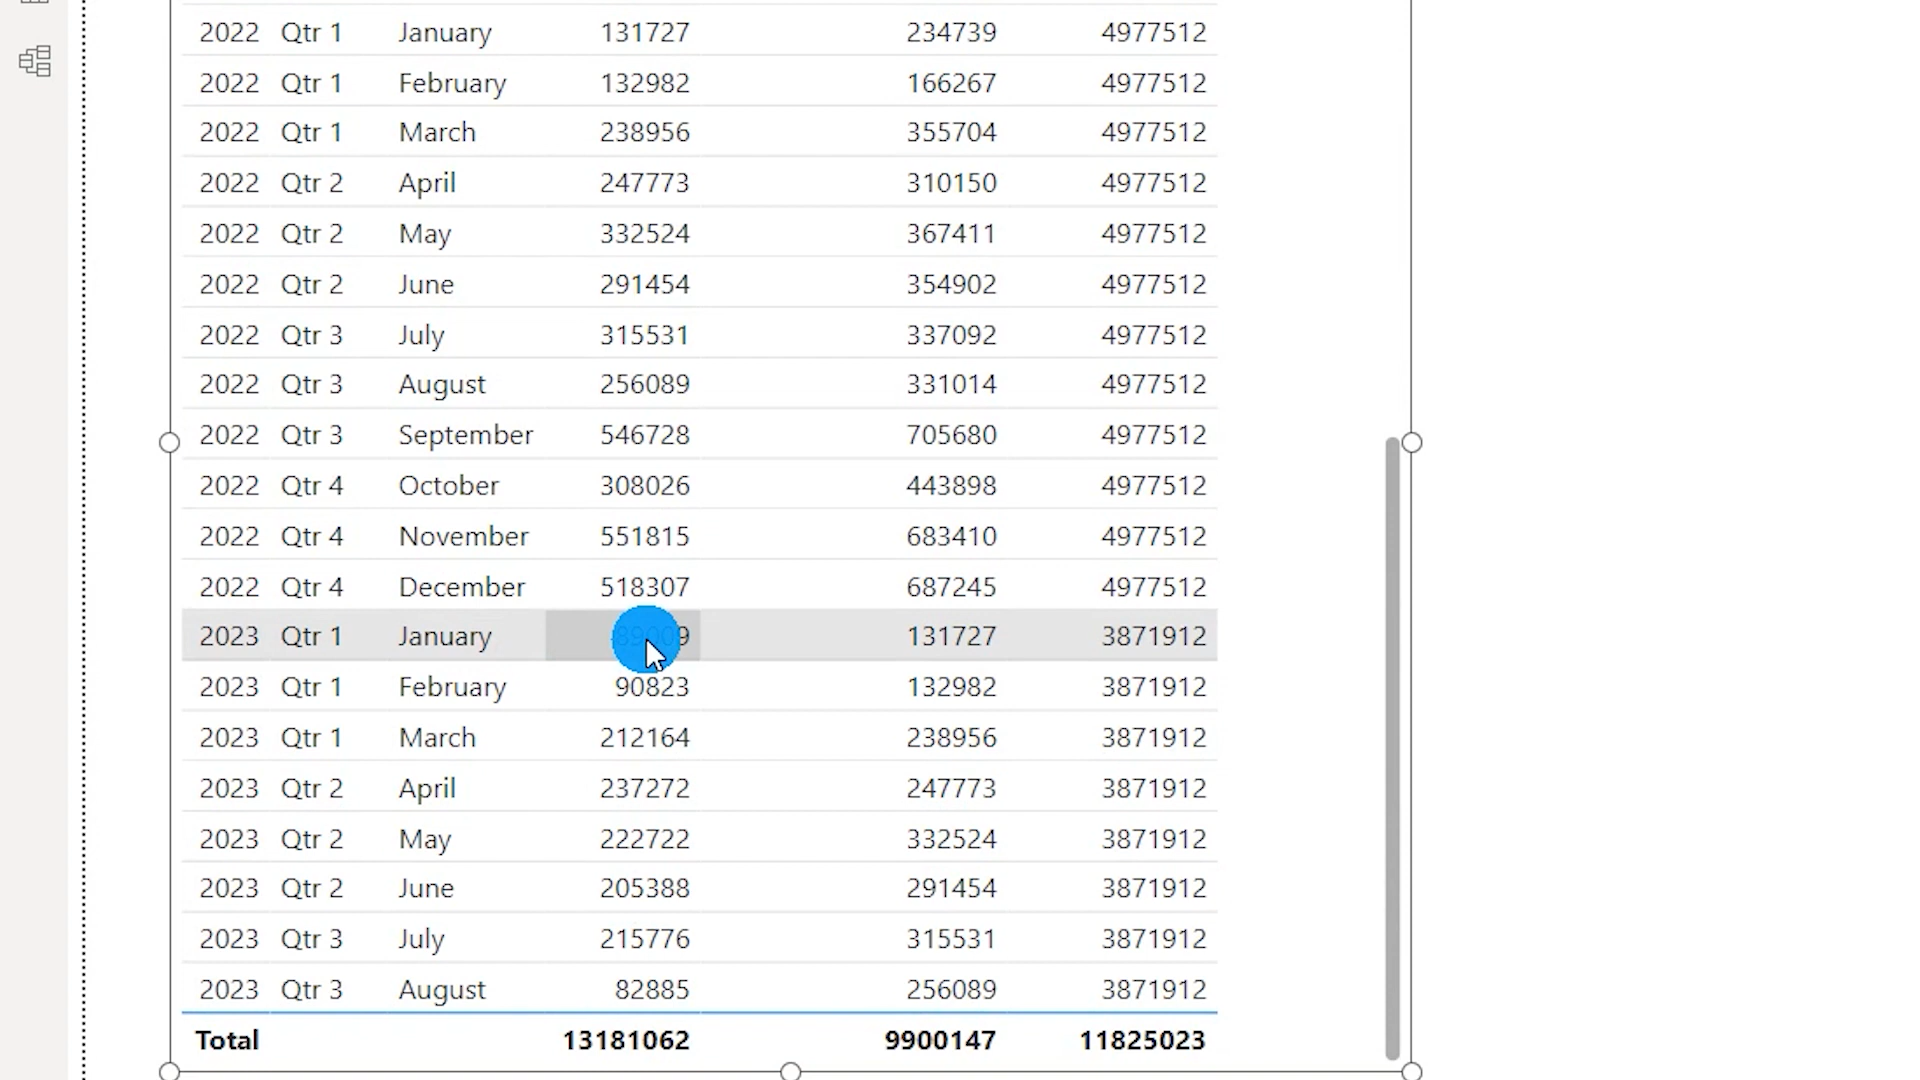 2022 Qtr 1 January 131727 234739 4977512
2022 Qtr 1 February 132982 166267 4977512
2022 Qtr 1 March 238956 355704 4977512
2022 Qtr 2 April 247773 310150 4977512
2022 Qtr 2 May 332524 367411 4977512
2022 Qtr 2 June 291454 354902 4977512
2022 Qtr 3 July 315531 337092 4977512
2022 Qtr 3 August 256089 331014 4977512
2022 Qtr 3 September 546728 705680 4977512
2022 Qtr 4 October 308026 443898 4977512
2022 Qtr 4 November 551815 683410 4977512
2022 Qtr 4 December 518307 687245 4977512
2023 Qtr 1 January 89009 131727 3871912
2023 Qtr 1 February 90823 132982 3871912
2023 Qtr 1 March 212164 238956 3871912
2023 Qtr 2 April 237272 247773 3871912
2023 Qtr 2 May 222722 332524 3871912
2023 Qtr 2 June 205388 291454 3871912
2023 Qtr 3 July 215776 315531 3871912
2023 Qtr 3 August 82885 256089 3871912
Total 13181062 9900147 11825023